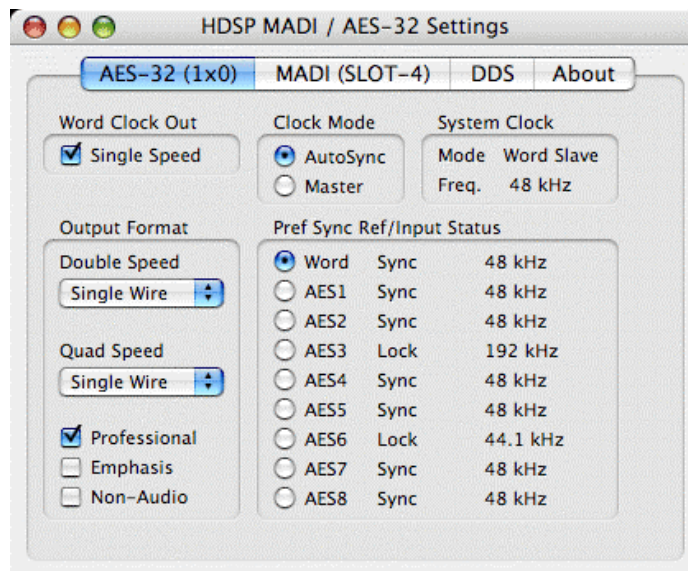 HDSP MADI / AES-32 Settings
AES-32 (1x0) MADI (SLOT-4) DDS About
Word Clock Out
Single Speed
Clock Mode
AutoSync
Master
System Clock
Mode Word Slave
Freq. 48 kHz
Output Format
Double Speed
Single Wire
Quad Speed
Single Wire
Professional
Emphasis
Non-Audio
Pref Sync Ref/Input Status
Word Sync 48 kHz
AES1 Sync 48 kHz
AES2 Sync 48 kHz
AES3 Lock 192 kHz
AES4 Sync 48 kHz
AES5 Sync 48 kHz
AES6 Lock 44.1 kHz
AES7 Sync 48 kHz
AES8 Sync 48 kHz